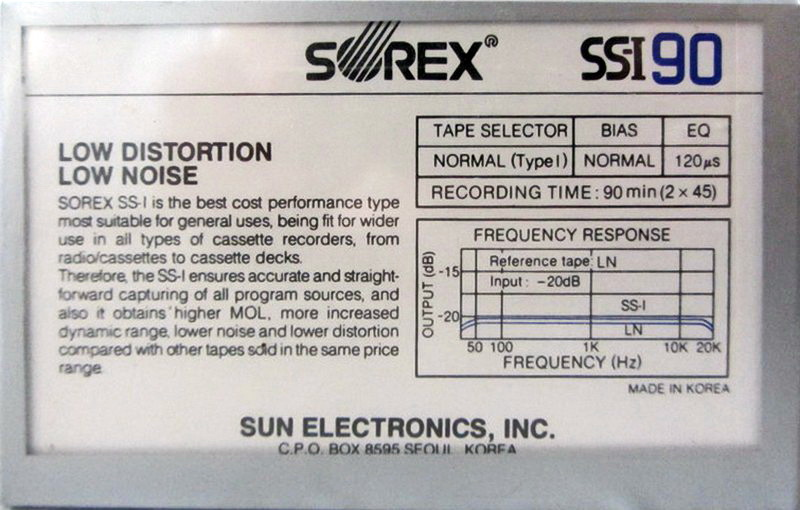 SOREX®
SS-I 90
LOW DISTORTION
LOW NOISE
SOREX SS-I is the best cost performance type
most suitable for general uses, being fit for wider
use in all types of cassette recorders, from
radio/cassettes to cassette decks.
Therefore, the SS-I ensures accurate and straight-
forward capturing of all program sources, and
also it obtains higher MOL, more increased
dynamic range, lower noise and lower distortion
compared with other tapes sold in the same price
range.
TAPE SELECTOR BIAS EQ
NORMAL (Type I) NORMAL 120μs
RECORDING TIME: 90 min (2 × 45)
FREQUENCY RESPONSE
Reference tape: LN
Input: -20dB
OUTPUT (dB)
-15
SS-I
-20
LN
50 100 1K 10K 20K
FREQUENCY (Hz)
MADE IN KOREA
SUN ELECTRONICS, INC.
C.P.O. BOX 8595 SEOUL, KOREA